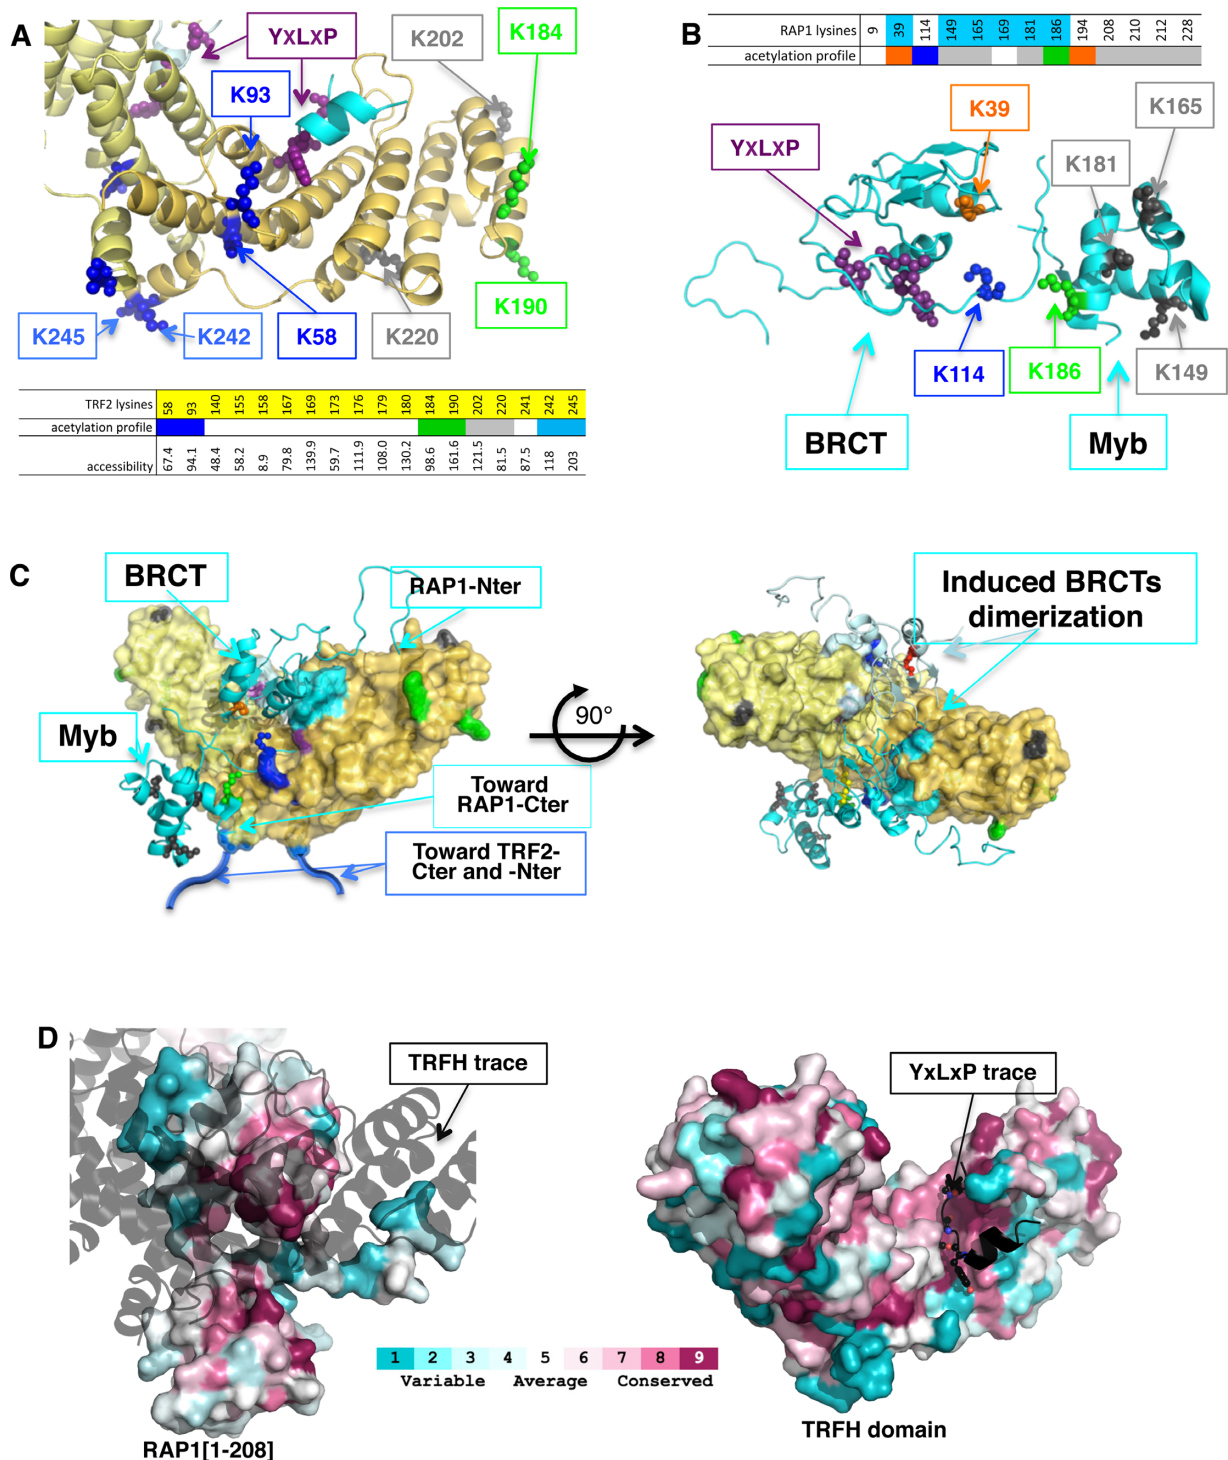 A
YxLxP
K202
K184
K93
K190
K245
K242
K58
K220
TRF2 lysines 58 93 140 155 158 167 169 173 176 179 180 184 190 202 220 241 242 245
acetylation profile
accessibility 67.4 94.1 48.4 58.2 8.9 79.8 139.9 59.7 111.9 108.0 130.2 98.6 161.6 121.5 81.5 87.5 118 203
B
RAP1 lysines 9 39 114 149 165 169 181 186 194 208 210 212 228
acetylation profile
K39
K165
YxLxP
K181
K114
K186
K149
BRCT
Myb
C
BRCT
RAP1-Nter
Myb
Toward
RAP1-Cter
Toward TRF2-
Cter and -Nter
90°
Induced BRCTs
dimerization
D
TRFH trace
YxLxP trace
1 2 3 4 5 6 7 8 9
Variable Average Conserved
RAP1[1-208]
TRFH domain